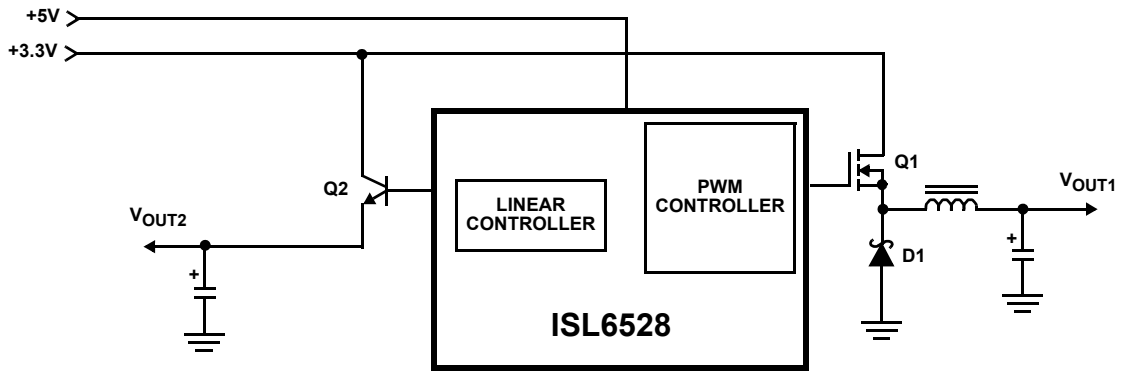 +5V
+3.3V
Q1
PWM
CONTROLLER
Q2
LINEAR
CONTROLLER
VOUT1
VOUT2
+
D1
+
ISL6528